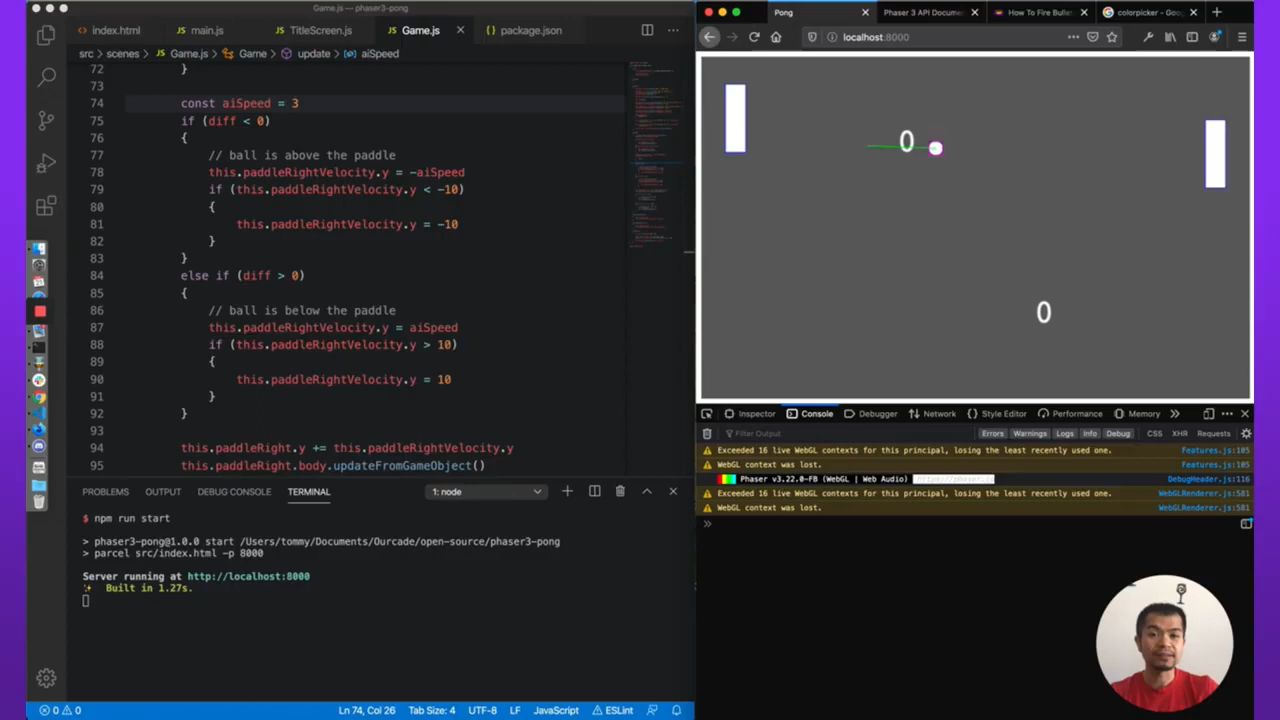 Game.js — phaser3-pong
index.html
main.js
TitleScreen.js
Game.js
package.json
src > scenes > Game.js > Game > update > aiSpeed
72 }
73
74 const aiSpeed = 3
75 if (diff < 0)
76 {
77 // ball is above the paddle
78 this.paddleRightVelocity.y = -aiSpeed
79 if (this.paddleRightVelocity.y < -10)
80 {
81 this.paddleRightVelocity.y = -10
82 }
83 }
84 else if (diff > 0)
85 {
86 // ball is below the paddle
87 this.paddleRightVelocity.y = aiSpeed
88 if (this.paddleRightVelocity.y > 10)
89 {
90 this.paddleRightVelocity.y = 10
91 }
92 }
93
94 this.paddleRight.y += this.paddleRightVelocity.y
95 this.paddleRight.body.updateFromGameObject()
PROBLEMS OUTPUT DEBUG CONSOLE TERMINAL 1: node
$ npm run start
> phaser3-pong@1.0.0 start /Users/tommy/Documents/Ourcade/open-source/phaser3-pong
> parcel src/index.html -p 8000
Server running at http://localhost:8000
Built in 1.27s.
0 0 Ln 74, Col 26 Tab Size: 4 UTF-8 LF JavaScript ESLint
Pong
Phaser 3 API Docume
How To Fire Bullet
colorpicker - Goo
localhost:8000
0
0
Inspector Console Debugger Network Style Editor Performance Memory
Filter Output Errors Warnings Logs Info Debug CSS XHR Requests
Exceeded 16 live WebGL contexts for this principal, losing the least recently used one. Features.js:105
WebGL context was lost. Features.js:105
Phaser v3.22.0-FB (WebGL | Web Audio) DebugHeader.js:116
Exceeded 16 live WebGL contexts for this principal, losing the least recently used one. WebGLRenderer.js:581
WebGL context was lost. WebGLRenderer.js:581